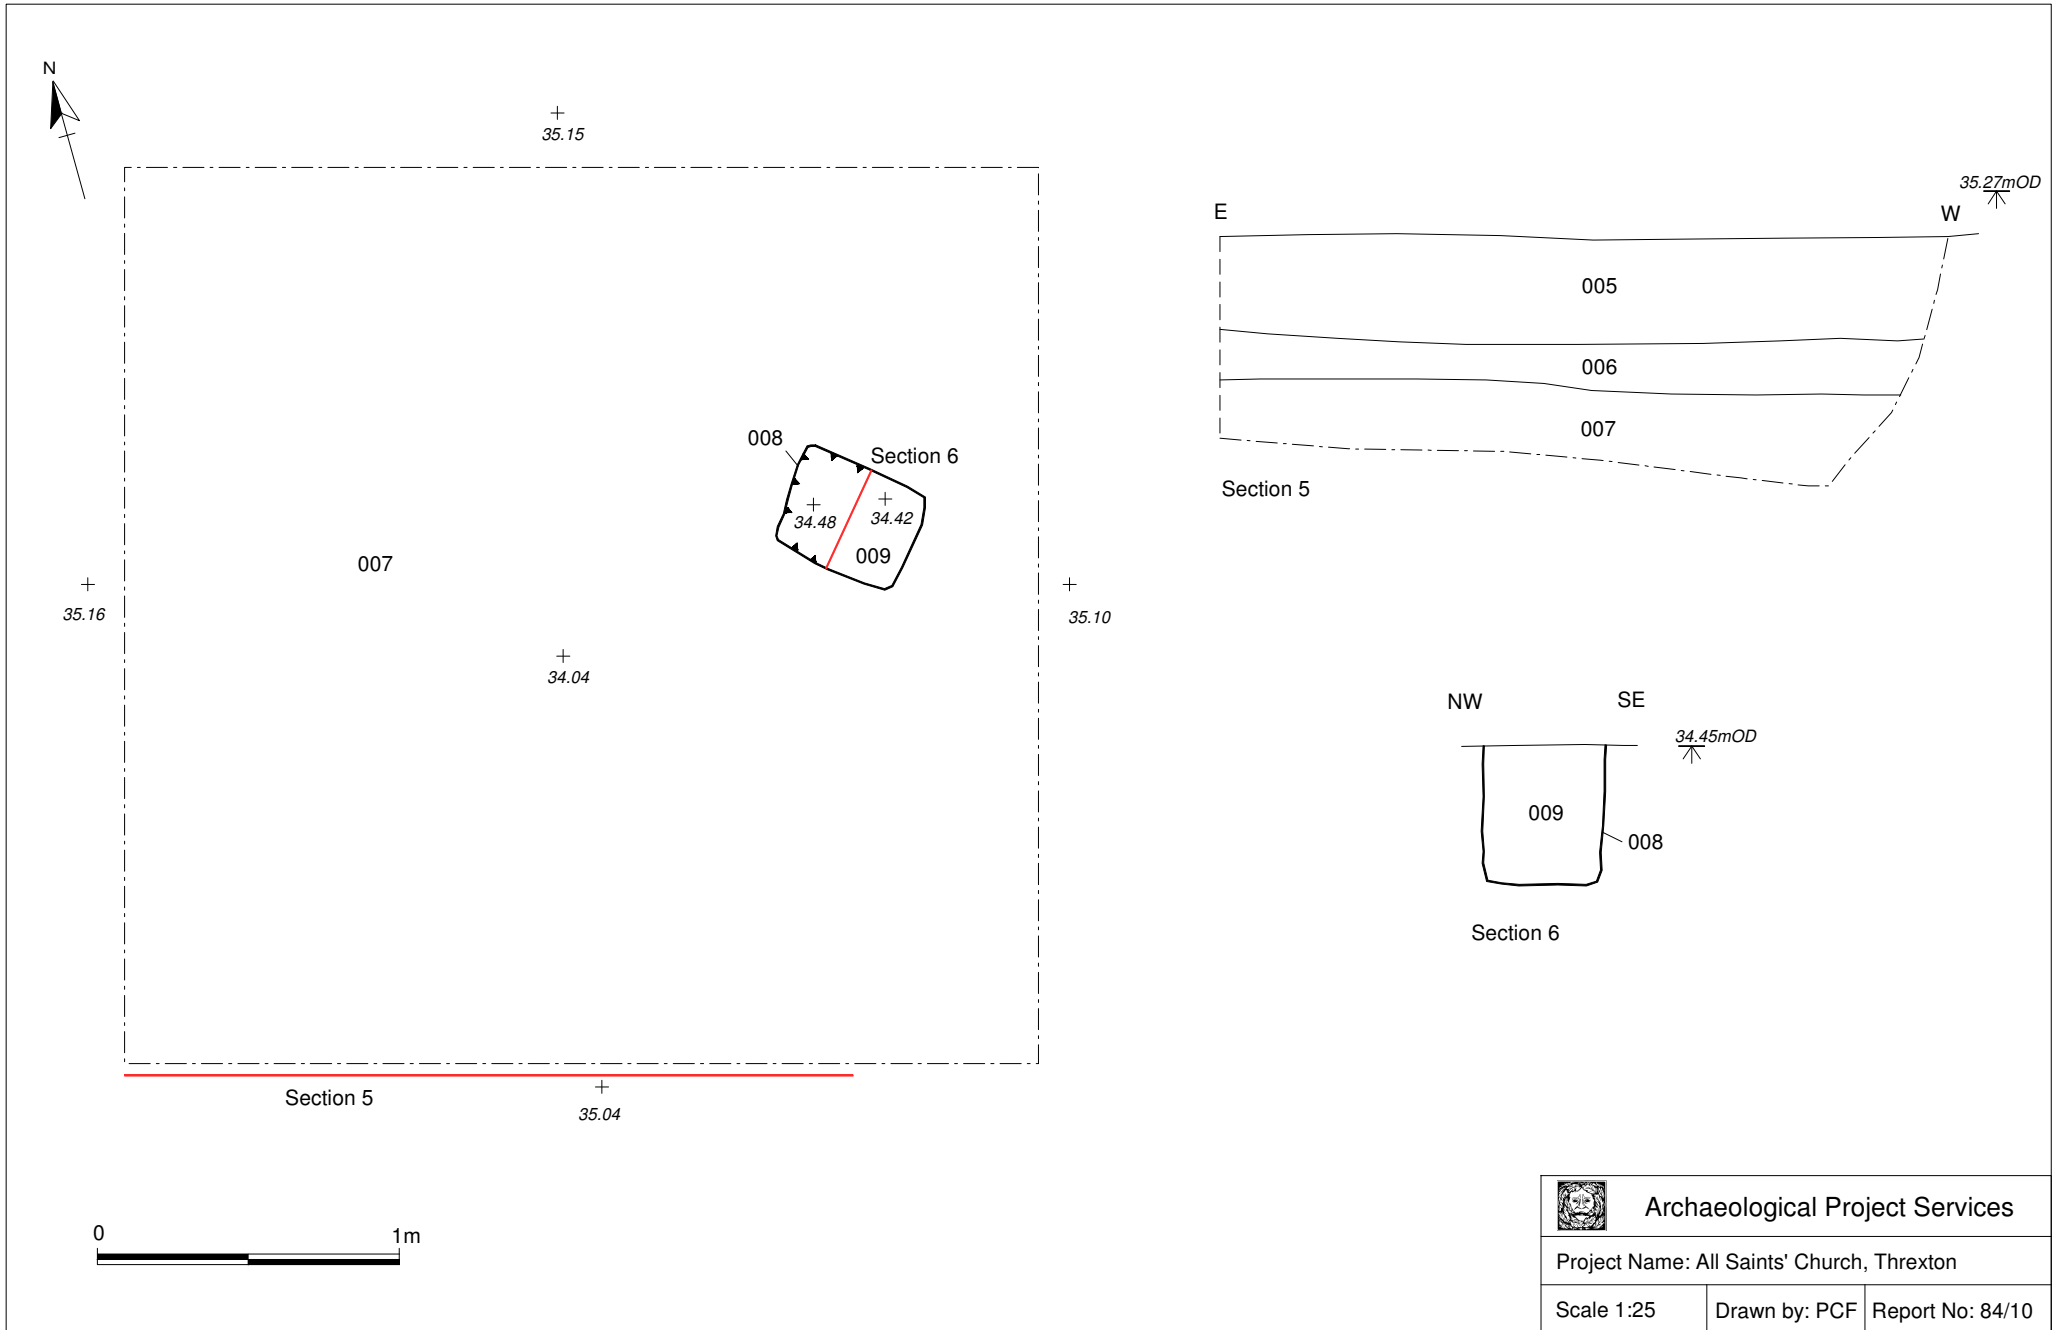 N
35.15
35.27mOD
E
W
005
006
007
Section 5
008
Section 6
34.48
34.42
009
007
35.16
35.10
34.04
NW
SE
34.45mOD
009
008
Section 6
Section 5
35.04
0
1m
Archaeological Project Services
Project Name: All Saints' Church, Threxton
Scale 1:25
Drawn by: PCF
Report No: 84/10